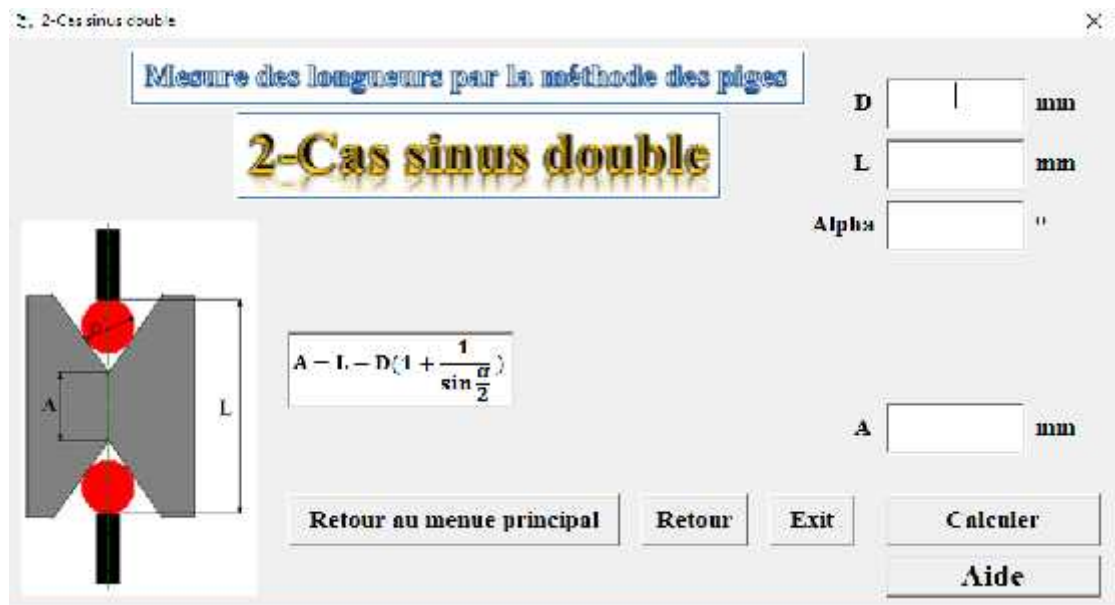 2-Cas sinus double
Mesure des longueurs par la méthode des piges
2-Cas sinus double
D mm
L mm
Alpha °
A = L − D(1 + 1 / sin α/2)
D
A
L
A mm
Retour au menue principal
Retour
Exit
Calculer
Aide